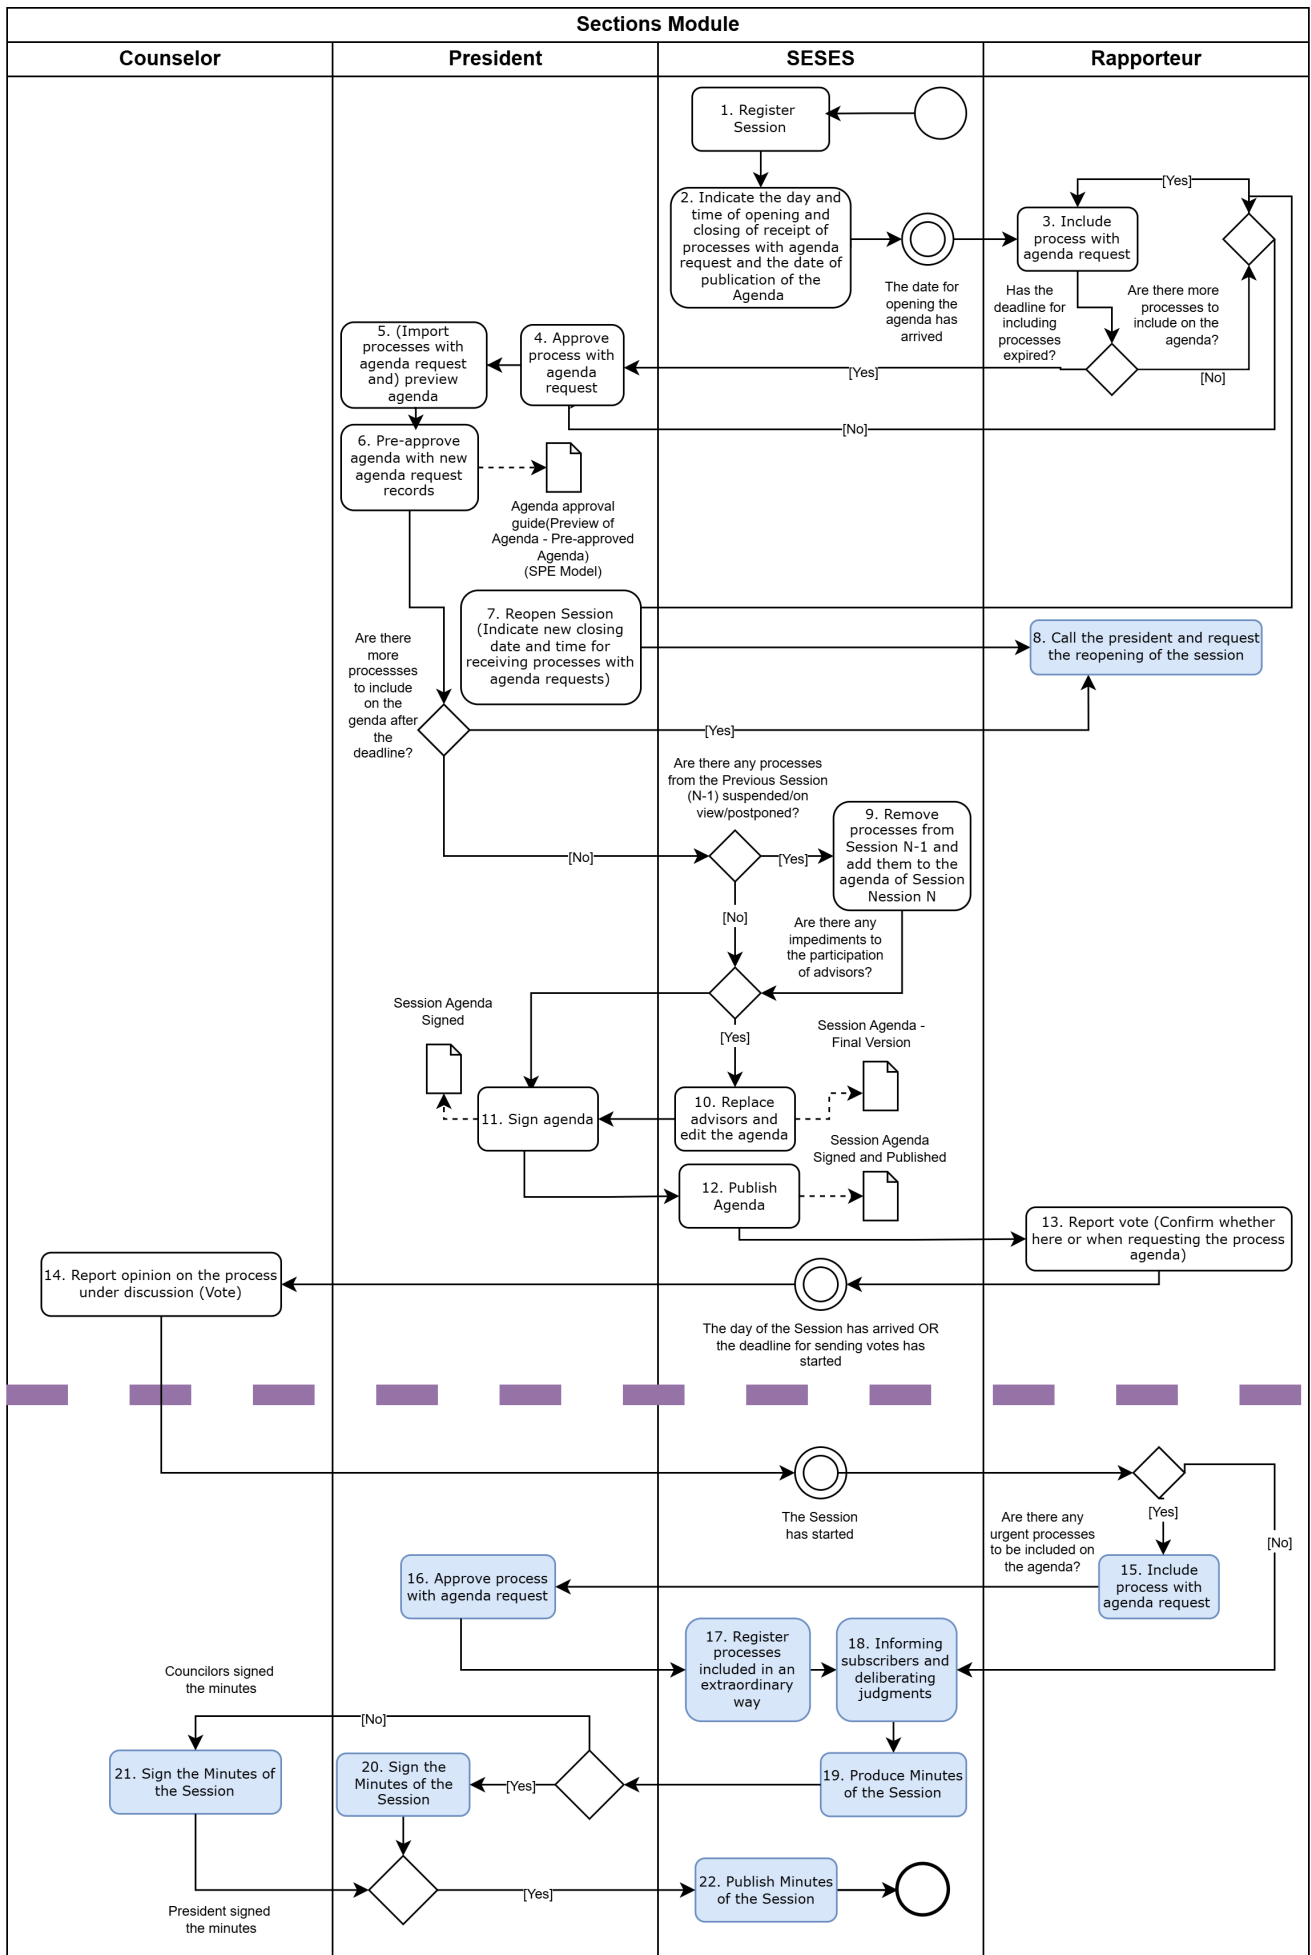 Sections Module
Counselor
President
SESES
Rapporteur
1. Register
Session
2. Indicate the day and
time of opening and
closing of receipt of
processes with agenda
request and the date of
publication of the
Agenda
The date for
opening the
agenda has
arrived
[Yes]
3. Include
process with
agenda request
Has the
deadline for
including
processes
expired?
Are there more
processes to
include on the
agenda?
[No]
[Yes]
[No]
4. Approve
process with
agenda
request
5. (Import
processes with
agenda request
and) preview
agenda
6. Pre-approve
agenda with new
agenda request
records
Agenda approval
guide(Preview of
Agenda - Pre-approved
Agenda)
(SPE Model)
7. Reopen Session
(Indicate new closing
date and time for
receiving processes with
agenda requests)
8. Call the president and request
the reopening of the session
Are there
more
processses
to include
on the
genda after
the
deadline?
[Yes]
[No]
Are there any processes
from the Previous Session
(N-1) suspended/on
view/postponed?
[Yes]
9. Remove
processes from
Session N-1 and
add them to the
agenda of Session
Nession N
[No]
Are there any
impediments to
the participation
of advisors?
[Yes]
Session Agenda
Signed
Session Agenda -
Final Version
11. Sign agenda
10. Replace
advisors and
edit the agenda
Session Agenda
Signed and Published
12. Publish
Agenda
13. Report vote (Confirm whether
here or when requesting the process
agenda)
14. Report opinion on the process
under discussion (Vote)
The day of the Session has arrived OR
the deadline for sending votes has
started
The Session
has started
Are there any
urgent processes
to be included on
the agenda?
[Yes]
[No]
15. Include
process with
agenda request
16. Approve process
with agenda request
17. Register
processes
included in an
extraordinary
way
18. Informing
subscribers and
deliberating
judgments
Councilors signed
the minutes
[No]
21. Sign the Minutes of
the Session
20. Sign the
Minutes of the
Session
[Yes]
19. Produce Minutes
of the Session
President signed
the minutes
[Yes]
22. Publish Minutes
of the Session